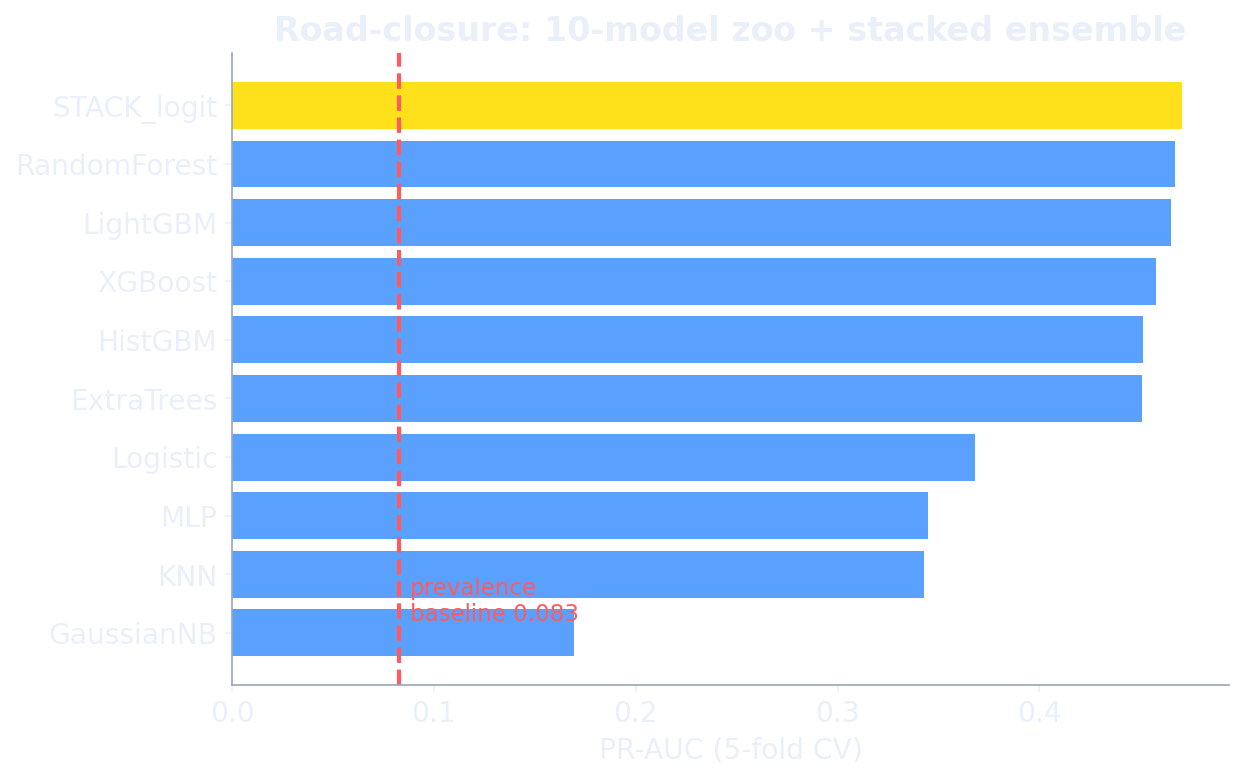 Road-closure: 10-model zoo + stacked ensemble
STACK_logit
RandomForest
LightGBM
XGBoost
HistGBM
ExtraTrees
Logistic
MLP
KNN
GaussianNB
prevalence
baseline 0.083
0.0 0.1 0.2 0.3 0.4
PR-AUC (5-fold CV)